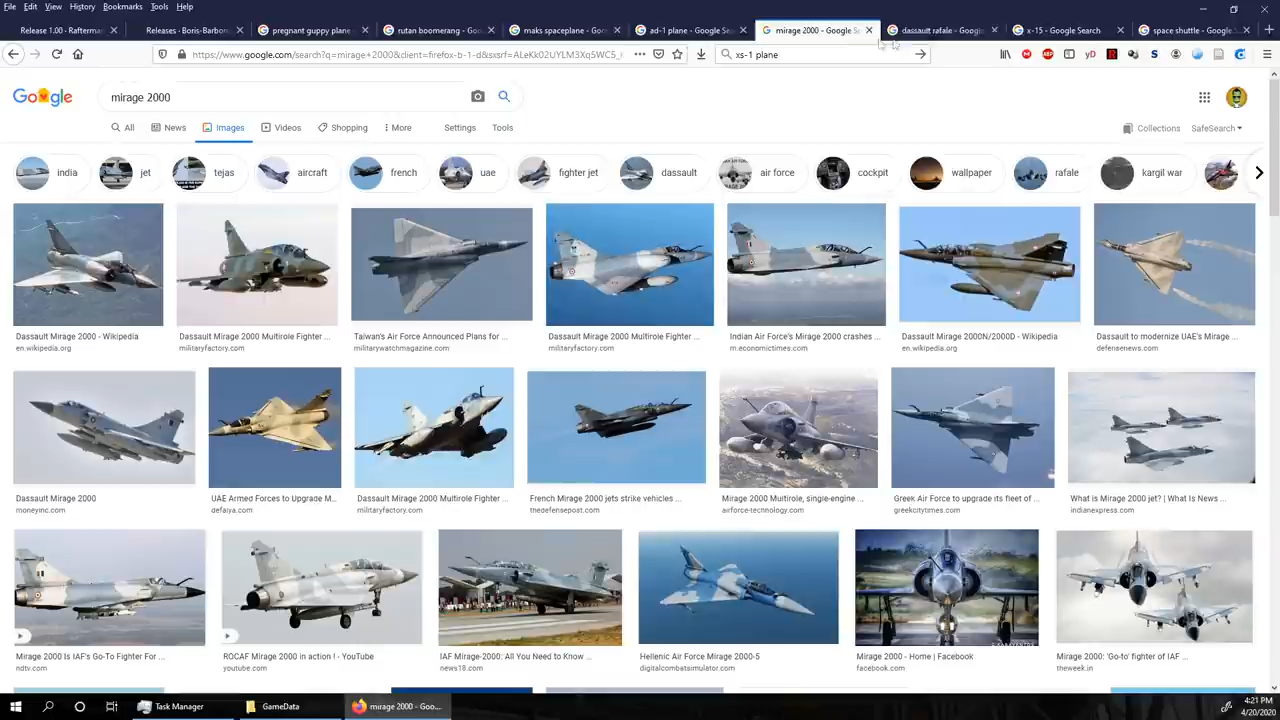 File Edit View History Bookmarks Tools Help
Release 1.00 - Rafterman
Releases · Boris-Barbon
pregnant guppy plane
rutan boomerang - Goo
maks spaceplane - Goo
ad-1 plane - Google Sea
mirage 2000 - Google Se
dassault rafale - Google
x-15 - Google Search
space shuttle - Google
https://www.google.com/search?q=mirage+2000&client=firefox-b-1-d&sxsrf=ALeKk02UYLM3Xq5WC5_
xs-1 plane
Google
mirage 2000
All News Images Videos Shopping More Settings Tools
Collections SafeSearch
india jet tejas aircraft french uae fighter jet dassault air force cockpit wallpaper rafale kargil war
Dassault Mirage 2000 - Wikipedia
en.wikipedia.org
Dassault Mirage 2000 Multirole Fighter ...
militaryfactory.com
Taiwan's Air Force Announced Plans for ...
militarywatchmagazine.com
Dassault Mirage 2000 Multirole Fighter ...
militaryfactory.com
Indian Air Force's Mirage 2000 crashes ...
m.economictimes.com
Dassault Mirage 2000N/2000D - Wikipedia
en.wikipedia.org
Dassault to modernize UAE's Mirage ...
defensenews.com
Dassault Mirage 2000
moneyinc.com
UAE Armed Forces to Upgrade M...
defaiya.com
Dassault Mirage 2000 Multirole Fighter ...
militaryfactory.com
French Mirage 2000 jets strike vehicles ...
thedefensepost.com
Mirage 2000 Multirole, single-engine ...
airforce-technology.com
Greek Air Force to upgrade its fleet of ...
greekcitytimes.com
What is Mirage 2000 jet? | What Is News ...
indianexpress.com
Mirage 2000 Is IAF's Go-To Fighter For ...
ndtv.com
ROCAF Mirage 2000 in action ! - YouTube
youtube.com
IAF Mirage-2000: All You Need to Know ...
news18.com
Hellenic Air Force Mirage 2000-5
digitalcombatsimulator.com
Mirage 2000 - Home | Facebook
facebook.com
Mirage 2000: 'Go-to' fighter of IAF ...
theweek.in
Task Manager
GameData
mirage 2000 - Goo...
4:21 PM
4/20/2020